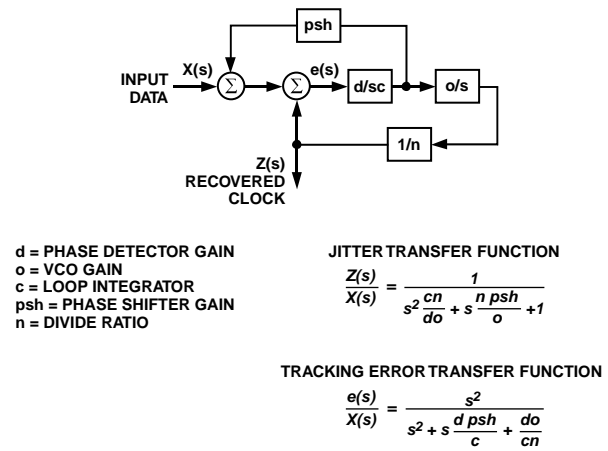 psh
X(s)
e(s)
INPUT
DATA
Σ
Σ
d/sc
o/s
1/n
Z(s)
RECOVERED
CLOCK
d = PHASE DETECTOR GAIN
o = VCO GAIN
c = LOOP INTEGRATOR
psh = PHASE SHIFTER GAIN
n = DIVIDE RATIO
JITTER TRANSFER FUNCTION
Z(s)/X(s) = 1/(s² cn/do + s n psh/o + 1)
TRACKING ERROR TRANSFER FUNCTION
e(s)/X(s) = s²/(s² + s d psh/c + do/cn)